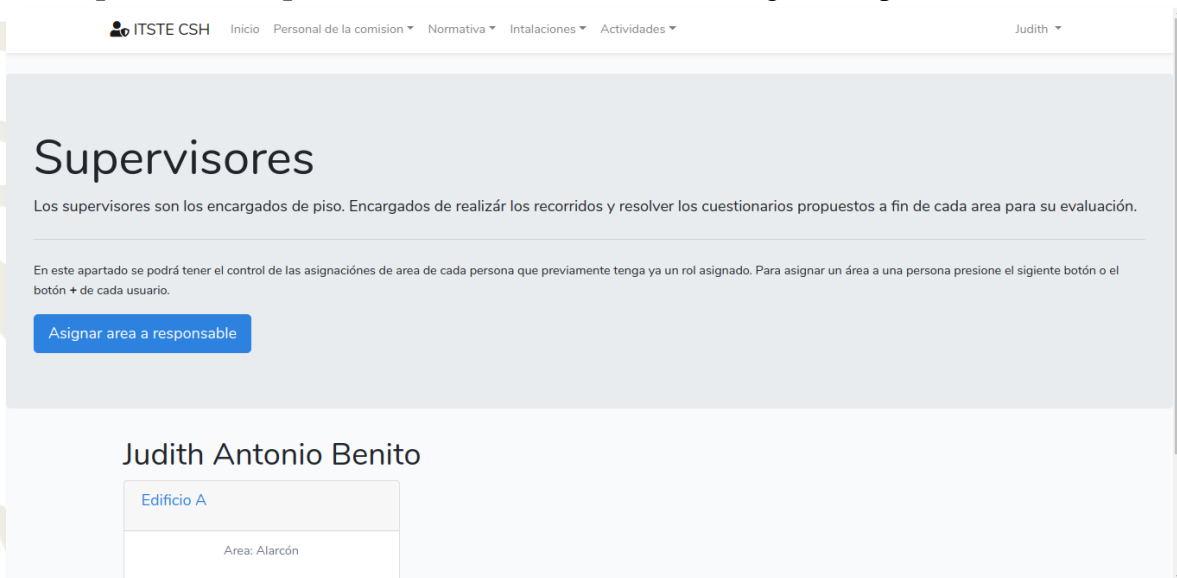 ITSTE CSH Inicio Personal de la comision Normativa Intalaciones Actividades Judith
Supervisores
Los supervisores son los encargados de piso. Encargados de realizár los recorridos y resolver los cuestionarios propuestos a fin de cada area para su evaluación.
En este apartado se podrá tener el control de las asignaciónes de area de cada persona que previamente tenga ya un rol asignado. Para asignar un área a una persona presione el sigiente botón o el
botón + de cada usuario.
Asignar area a responsable
Judith Antonio Benito
Edificio A
Area: Alarcón